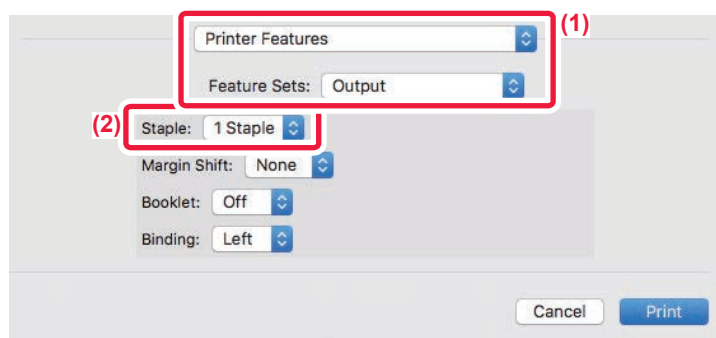 Printer Features (1)
Feature Sets: Output
(2) Staple: 1 Staple
Margin Shift: None
Booklet: Off
Binding: Left
Cancel Print